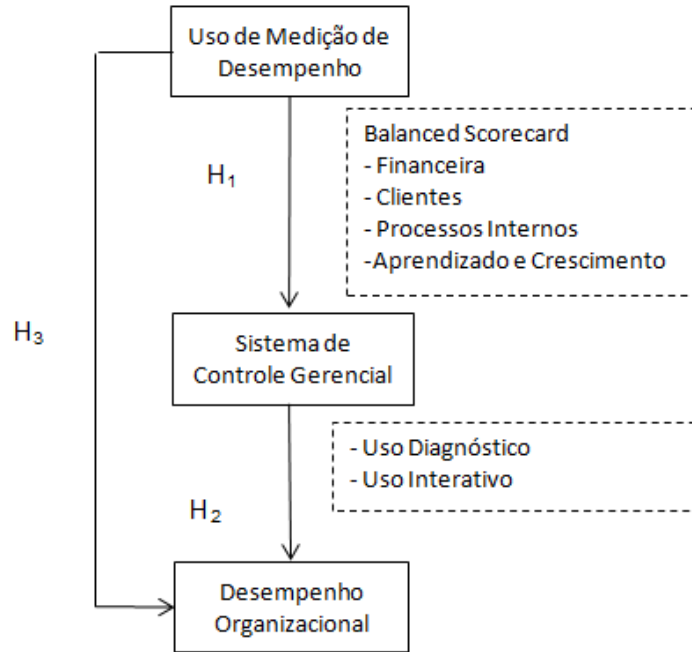 Uso de Medição de
Desempenho
H₁
Balanced Scorecard
- Financeira
- Clientes
- Processos Internos
-Aprendizado e Crescimento
H₃
Sistema de
Controle Gerencial
- Uso Diagnóstico
- Uso Interativo
H₂
Desempenho
Organizacional